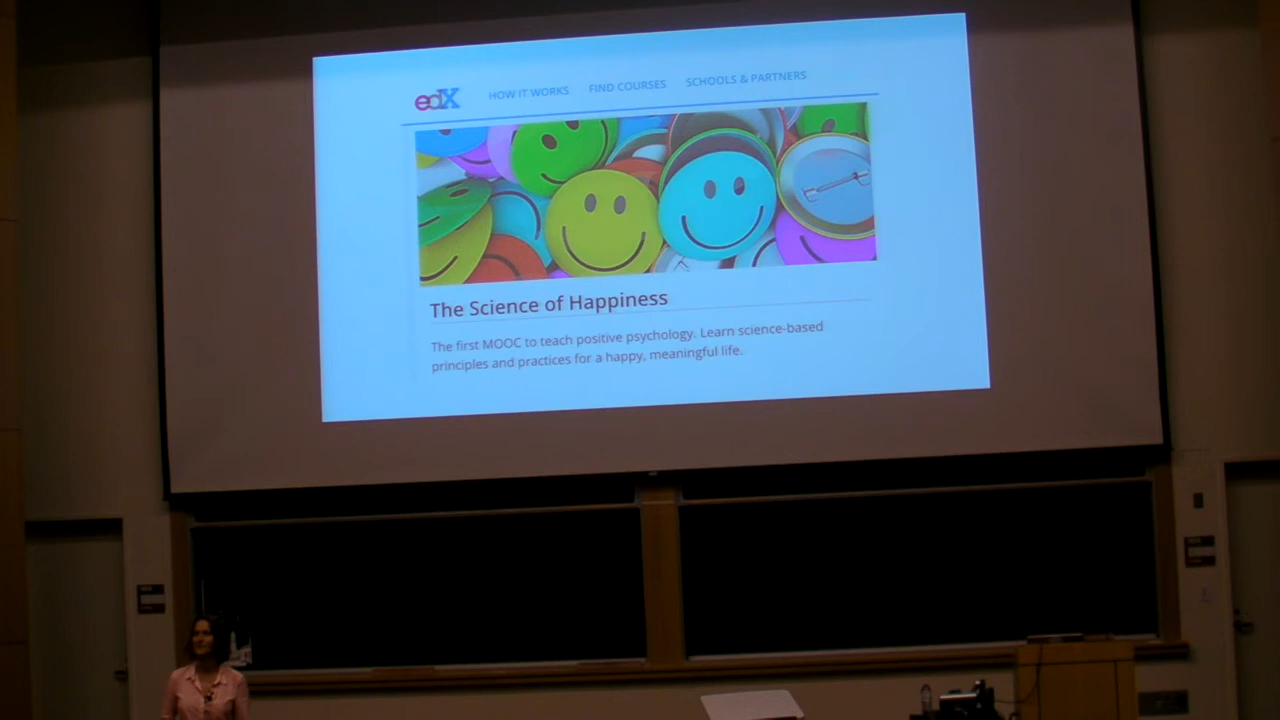 edX HOW IT WORKS FIND COURSES SCHOOLS & PARTNERS
The Science of Happiness
The first MOOC to teach positive psychology. Learn science-based
principles and practices for a happy, meaningful life.